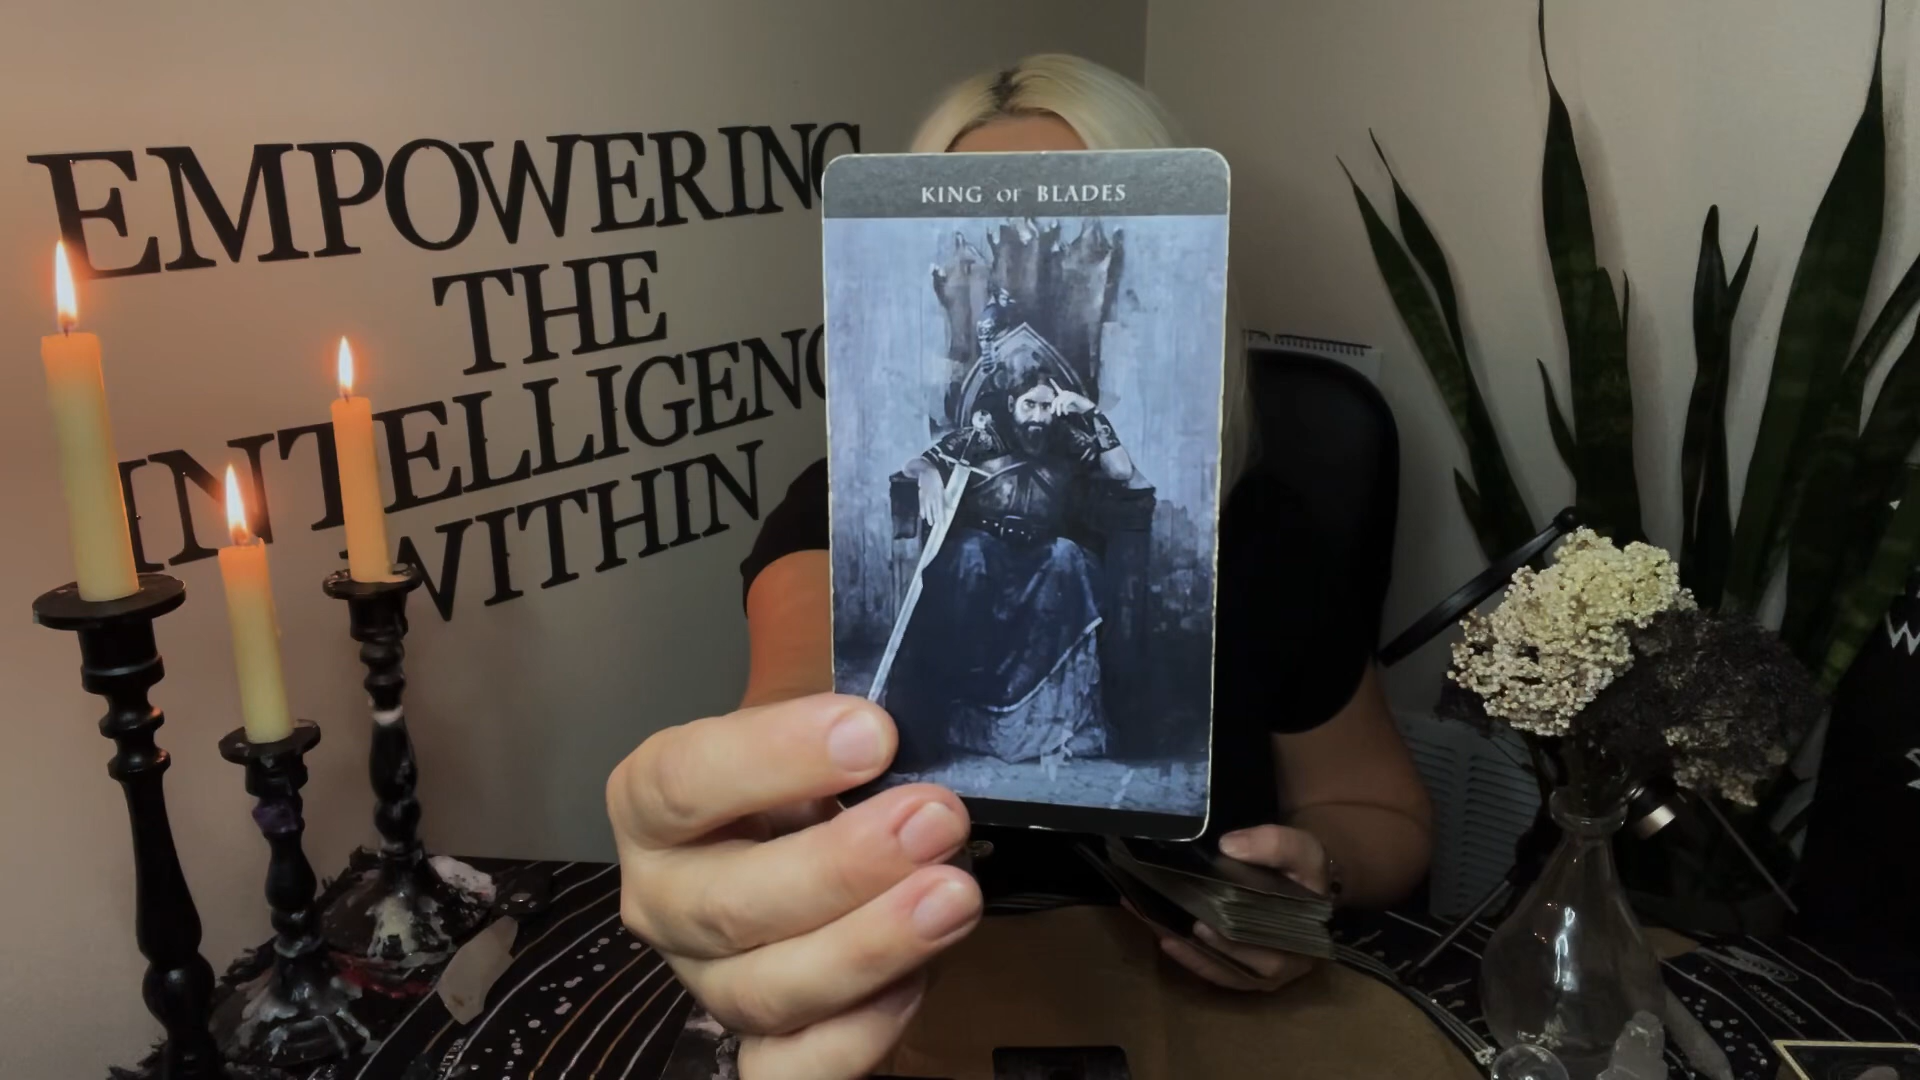 EMPOWERING
THE
INTELLIGENC
WITHIN
KING OF BLADES